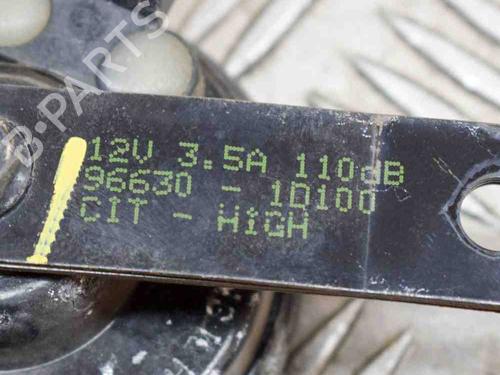 B-PARTS
12V 3.5A 110dB
96630 - 1D100
CIT - HIGH